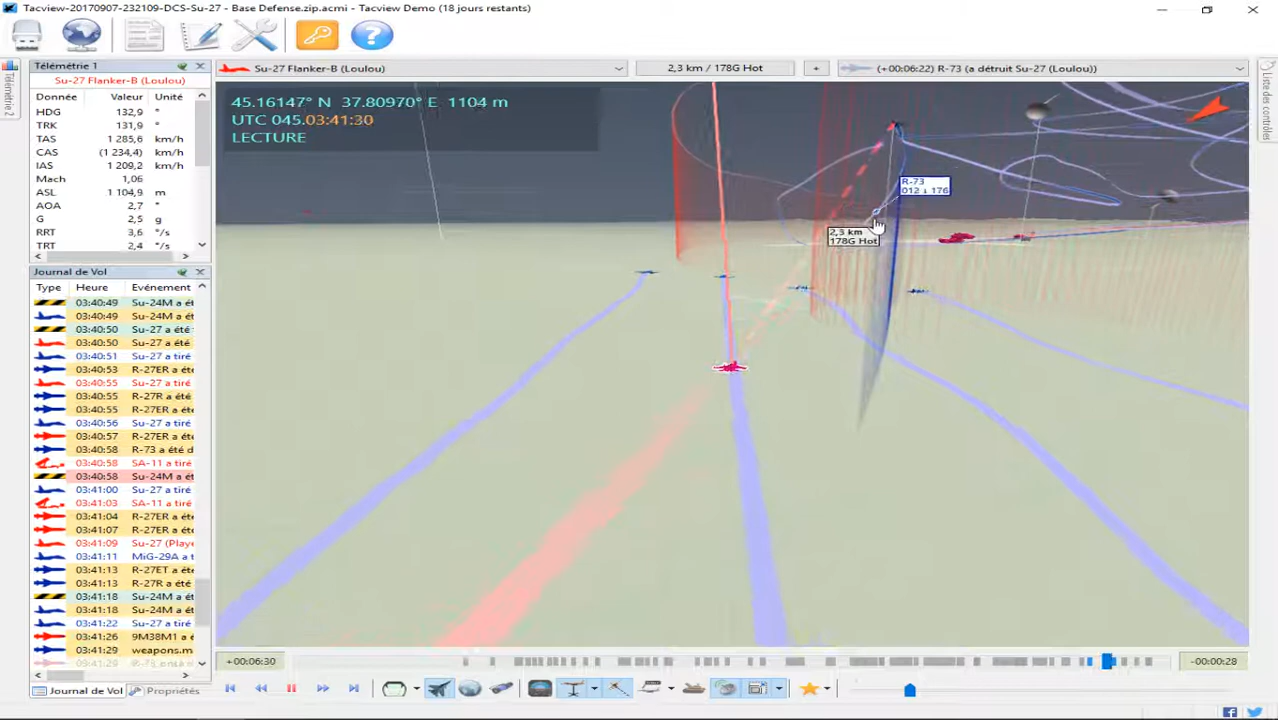 Tacview-20170907-232109-DCS-Su-27 - Base Defense.zip.acmi - Tacview Demo (18 jours restants)
Télémétrie 1
Su-27 Flanker-B (Loulou)
2,3 km / 178G Hot
+
(+00:06:22) R-73 (a détruit Su-27 (Loulou))
Télémétrie 2
Liste des contrôles
Su-27 Flanker-B (Loulou)
Donnée Valeur Unité
HDG 132,9 °
TRK 131,9 °
TAS 1 285,6 km/h
CAS (1 234,4) km/h
IAS 1 209,2 km/h
Mach 1,06
ASL 1 104,9 m
AOA 2,7 °
G 2,5 g
RRT 3,6 °/s
TRT 2,4 °/s
45.16147° N 37.80970° E 1104 m
UTC 045.03:41:30
LECTURE
R-73
012 ↓ 176
2,3 km
178G Hot
Journal de Vol
Type Heure Evénement
03:40:49 Su-24M a ét
03:40:49 Su-24M a ét
03:40:50 Su-27 a été
03:40:50 Su-27 a été
03:40:51 Su-27 a tiré
03:40:53 R-27ER a ét
03:40:55 Su-27 a tiré
03:40:55 R-27R a été
03:40:55 R-27ER a ét
03:40:56 Su-27 a tiré
03:40:57 R-27ER a ét
03:40:58 R-73 a été d
03:40:58 SA-11 a tiré
03:40:58 Su-24M a ét
03:41:00 Su-27 a tiré
03:41:03 SA-11 a tiré
03:41:04 R-27ER a ét
03:41:07 R-27ER a ét
03:41:09 Su-27 (Playe
03:41:11 MiG-29A a t
03:41:13 R-27ET a ét
03:41:13 R-27R a été
03:41:18 Su-24M a ét
03:41:18 Su-24M a ét
03:41:22 Su-27 a tiré
03:41:26 9M38M1 a é
03:41:29 weapons.m
Journal de Vol
Propriétés
+00:06:30
-00:00:28